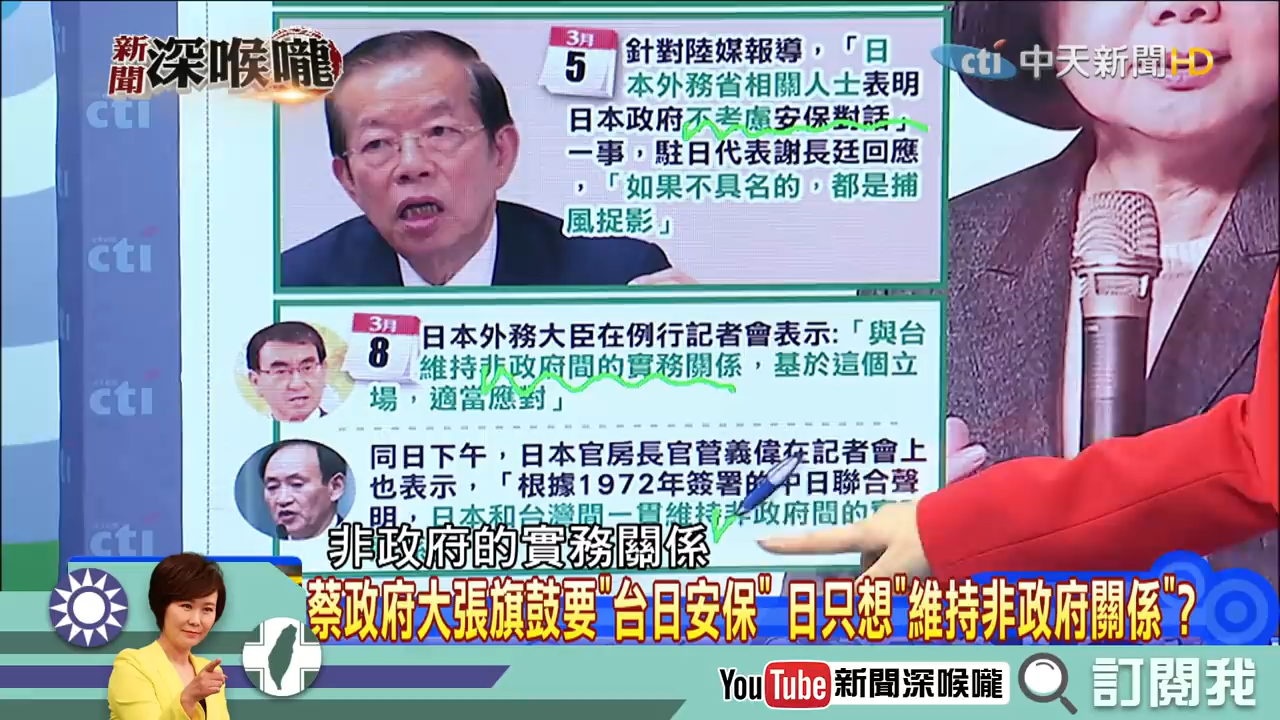 新聞深喉嚨
cti 中天新聞HD
cti
cti
cti
cti
3月
5
針對陸媒報導，「日
本外務省相關人士表明
日本政府不考慮安保對話」
一事，駐日代表謝長廷回應
，「如果不具名的，都是捕
風捉影」
3月
8
日本外務大臣在例行記者會表示:「與台
維持非政府間的實務關係，基於這個立
場，適當應對」
同日下午，日本官房長官菅義偉在記者會上
也表示，「根據1972年簽署的中日聯合聲
明，日本和台灣間一貫維持非政府間的
非政府的實務關係
蔡政府大張旗鼓要"台日安保" 日只想"維持非政府關係"?
YouTube 新聞深喉嚨 訂閱我